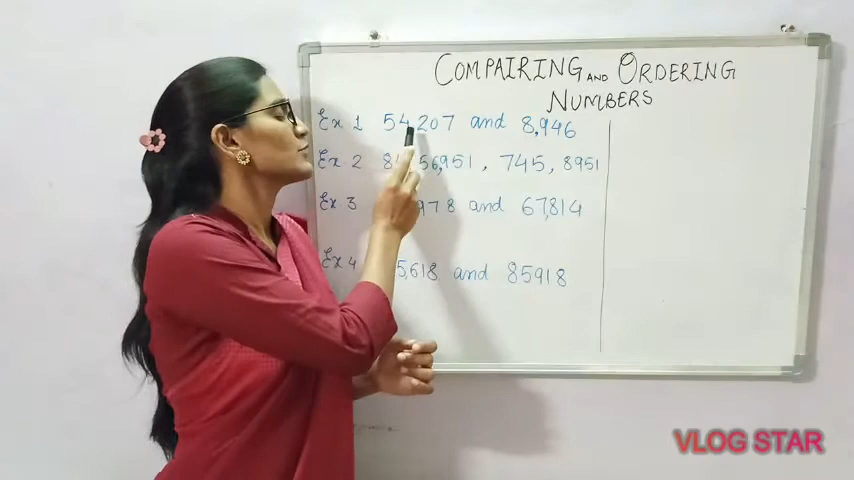 COMPAIRING AND ORDERING
NUMBERS
Ex 1 54,207 and 8,946
Ex 2 56,951, 745, 8951
Ex 3 978 and 67,814
Ex 4 5,618 and 85918
VLOG STAR